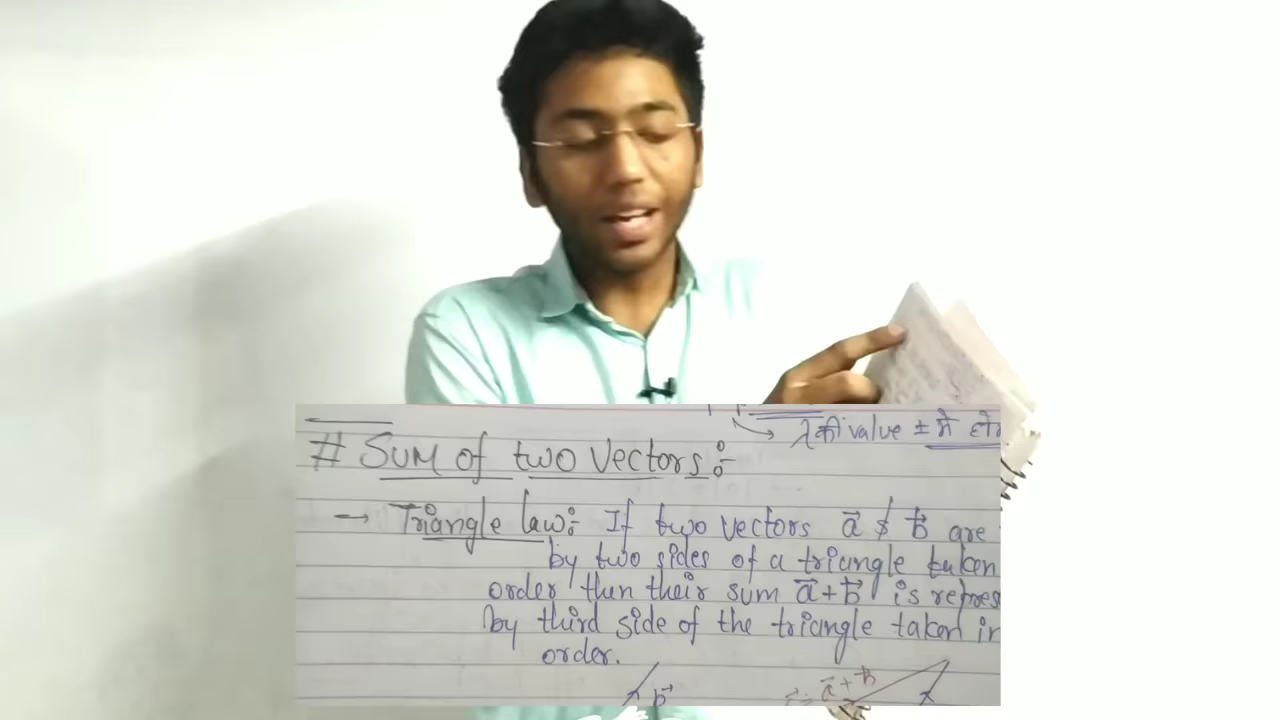 λ की value ± में
# Sum of two vectors :-
→ Triangle law :- If two vectors a⃗ & b⃗ are
by two sides of a triangle taken
order then their sum a⃗+b⃗ is repres
by third side of the triangle taken in
order.
b⃗
a⃗+b⃗